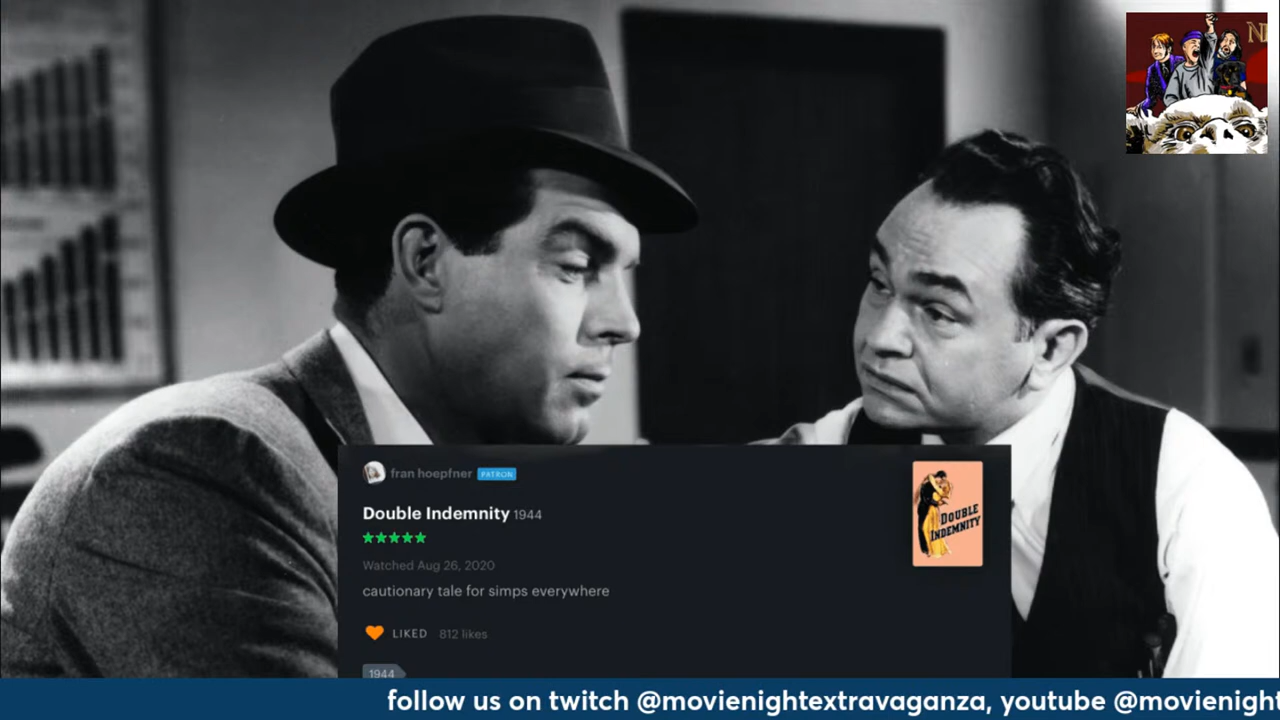 fran hoepfner PATRON
Double Indemnity 1944
DOUBLE
INDEMNITY
Watched Aug 26, 2020
cautionary tale for simps everywhere
LIKED 812 likes
1944
follow us on twitch @movienightextravaganza, youtube @movienigh